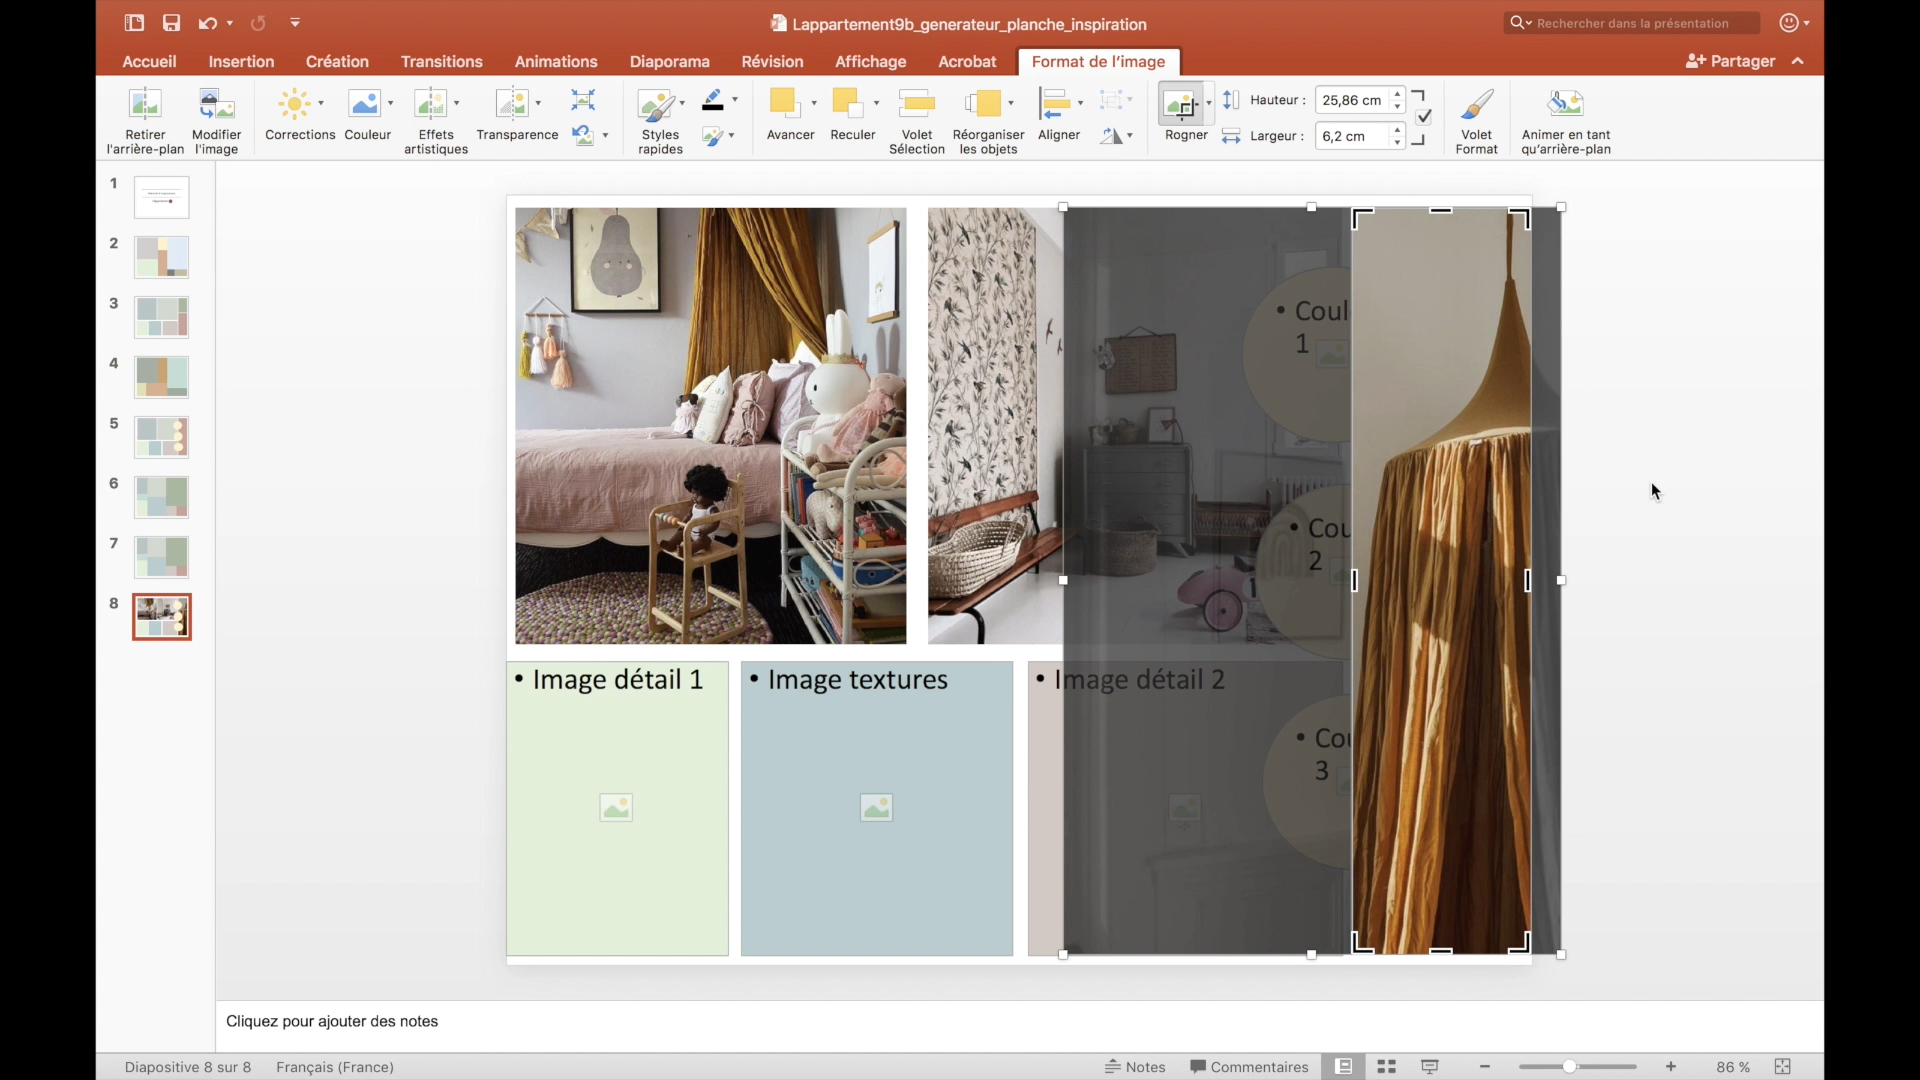 Lappartement9b_generateur_planche_inspiration
Rechercher dans la présentation
Accueil
Insertion
Création
Transitions
Animations
Diaporama
Révision
Affichage
Acrobat
Format de l'image
Partager
Retirer
l'arrière-plan
Modifier
l'image
Corrections
Couleur
Effets
artistiques
Transparence
Styles
rapides
Avancer
Reculer
Volet
Sélection
Réorganiser
les objets
Aligner
Rogner
Hauteur :
25,86 cm
Largeur :
6,2 cm
Volet
Format
Animer en tant
qu'arrière-plan
1
2
3
4
5
6
7
8
• Coul
1
• Cou
2
• Cou
3
• Image détail 1
• Image textures
• Image détail 2
Cliquez pour ajouter des notes
Diapositive 8 sur 8
Français (France)
Notes
Commentaires
86 %